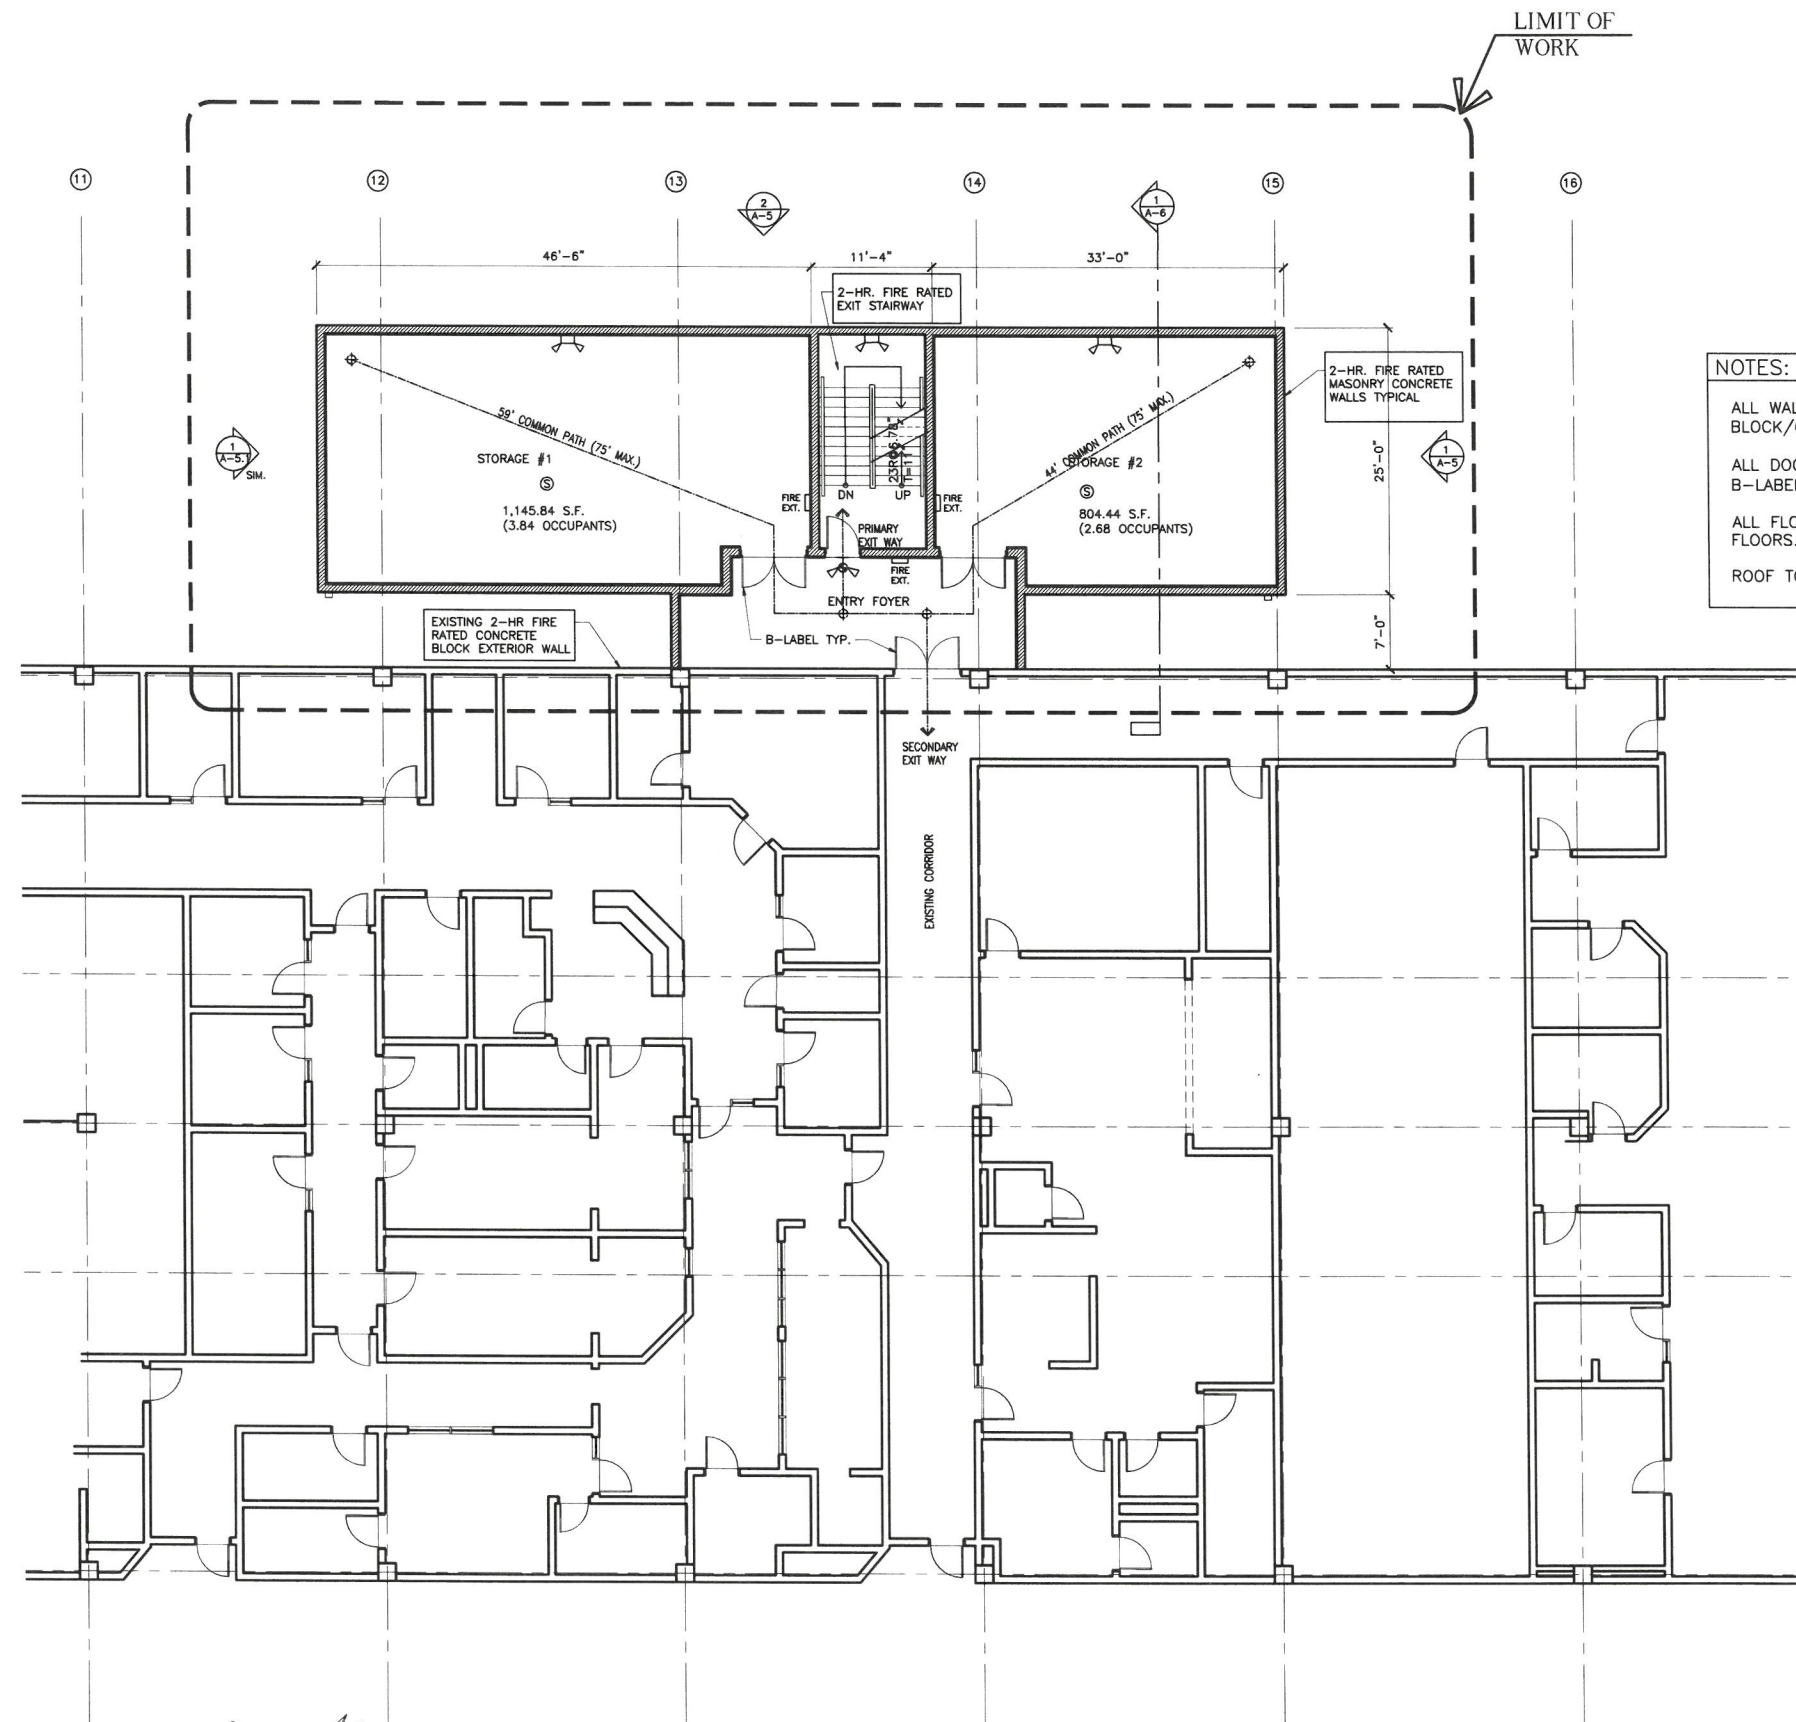 LIMIT OF
WORK
11
12
13
14
15
16
2
A-5
1
A-6
46'-6"
11'-4"
33'-0"
2-HR. FIRE RATED
EXIT STAIRWAY
2-HR. FIRE RATED
MASONRY CONCRETE
WALLS TYPICAL
NOTES:
ALL WAL
BLOCK/
ALL DOO
B-LABEL
ALL FLO
FLOORS.
ROOF TO
59' COMMON PATH (75' MAX.)
44' COMMON PATH (75' MAX.)
1
A-5.
SIM.
STORAGE #1
S
1,145.84 S.F.
(3.84 OCCUPANTS)
STORAGE #2
S
804.44 S.F.
(2.68 OCCUPANTS)
1
A-5
25'-0"
7'-0"
T=11"
DN
UP
FIRE
EXT.
FIRE
EXT.
PRIMARY
EXIT WAY
FIRE
EXT.
ENTRY FOYER
B-LABEL TYP.
EXISTING 2-HR FIRE
RATED CONCRETE
BLOCK EXTERIOR WALL
SECONDARY
EXIT WAY
EXISTING CORRIDOR